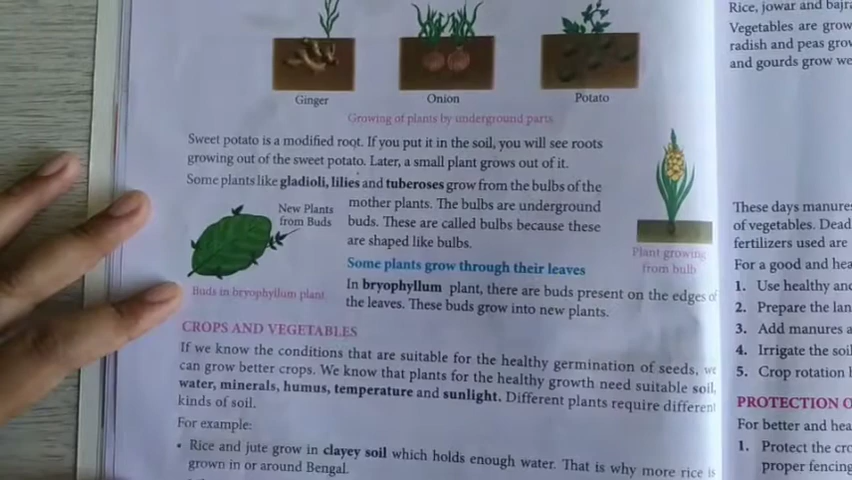 Ginger
Onion
Potato
Growing of plants by underground parts
Sweet potato is a modified root. If you put it in the soil, you will see roots
growing out of the sweet potato. Later, a small plant grows out of it.
Some plants like gladioli, lilies and tuberoses grow from the bulbs of the
mother plants. The bulbs are underground
buds. These are called bulbs because these
are shaped like bulbs.
New Plants
from Buds
Buds in bryophyllum plant
Plant growing
from bulb
Some plants grow through their leaves
In bryophyllum plant, there are buds present on the edges of
the leaves. These buds grow into new plants.
CROPS AND VEGETABLES
If we know the conditions that are suitable for the healthy germination of seeds, we
can grow better crops. We know that plants for the healthy growth need suitable soil,
water, minerals, humus, temperature and sunlight. Different plants require different
kinds of soil.
For example:
• Rice and jute grow in clayey soil which holds enough water. That is why more rice is
grown in or around Bengal.
Rice, jowar and bajra
Vegetables are grow
radish and peas grow
and gourds grow we
These days manures
of vegetables. Dead
fertilizers used are
For a good and hea
1. Use healthy and
2. Prepare the lan
3. Add manures a
4. Irrigate the soil
5. Crop rotation h
PROTECTION O
For better and hea
1. Protect the cro
proper fencing